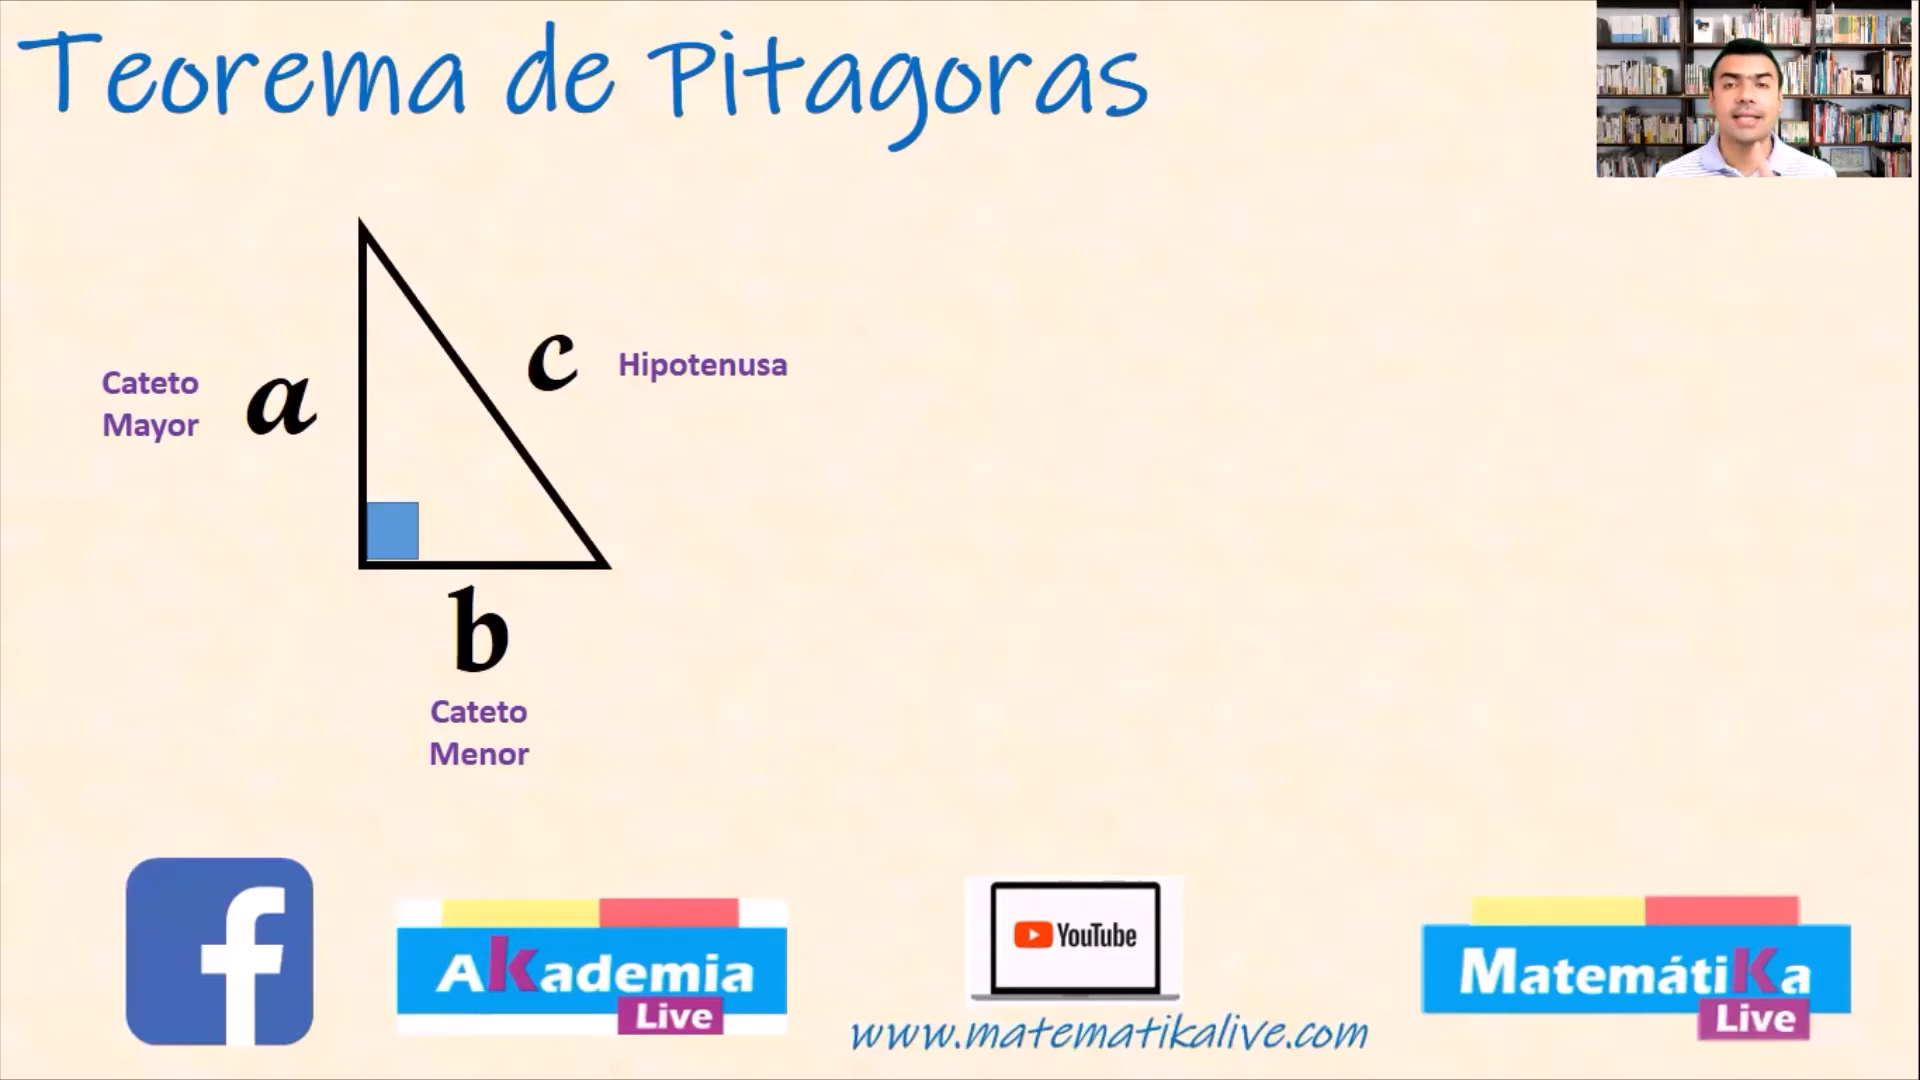 Teorema de Pitagoras
Cateto
Mayor
a
c
Hipotenusa
b
Cateto
Menor
f
AKademia
Live
YouTube
www.matematikalive.com
MatemátiKa
Live